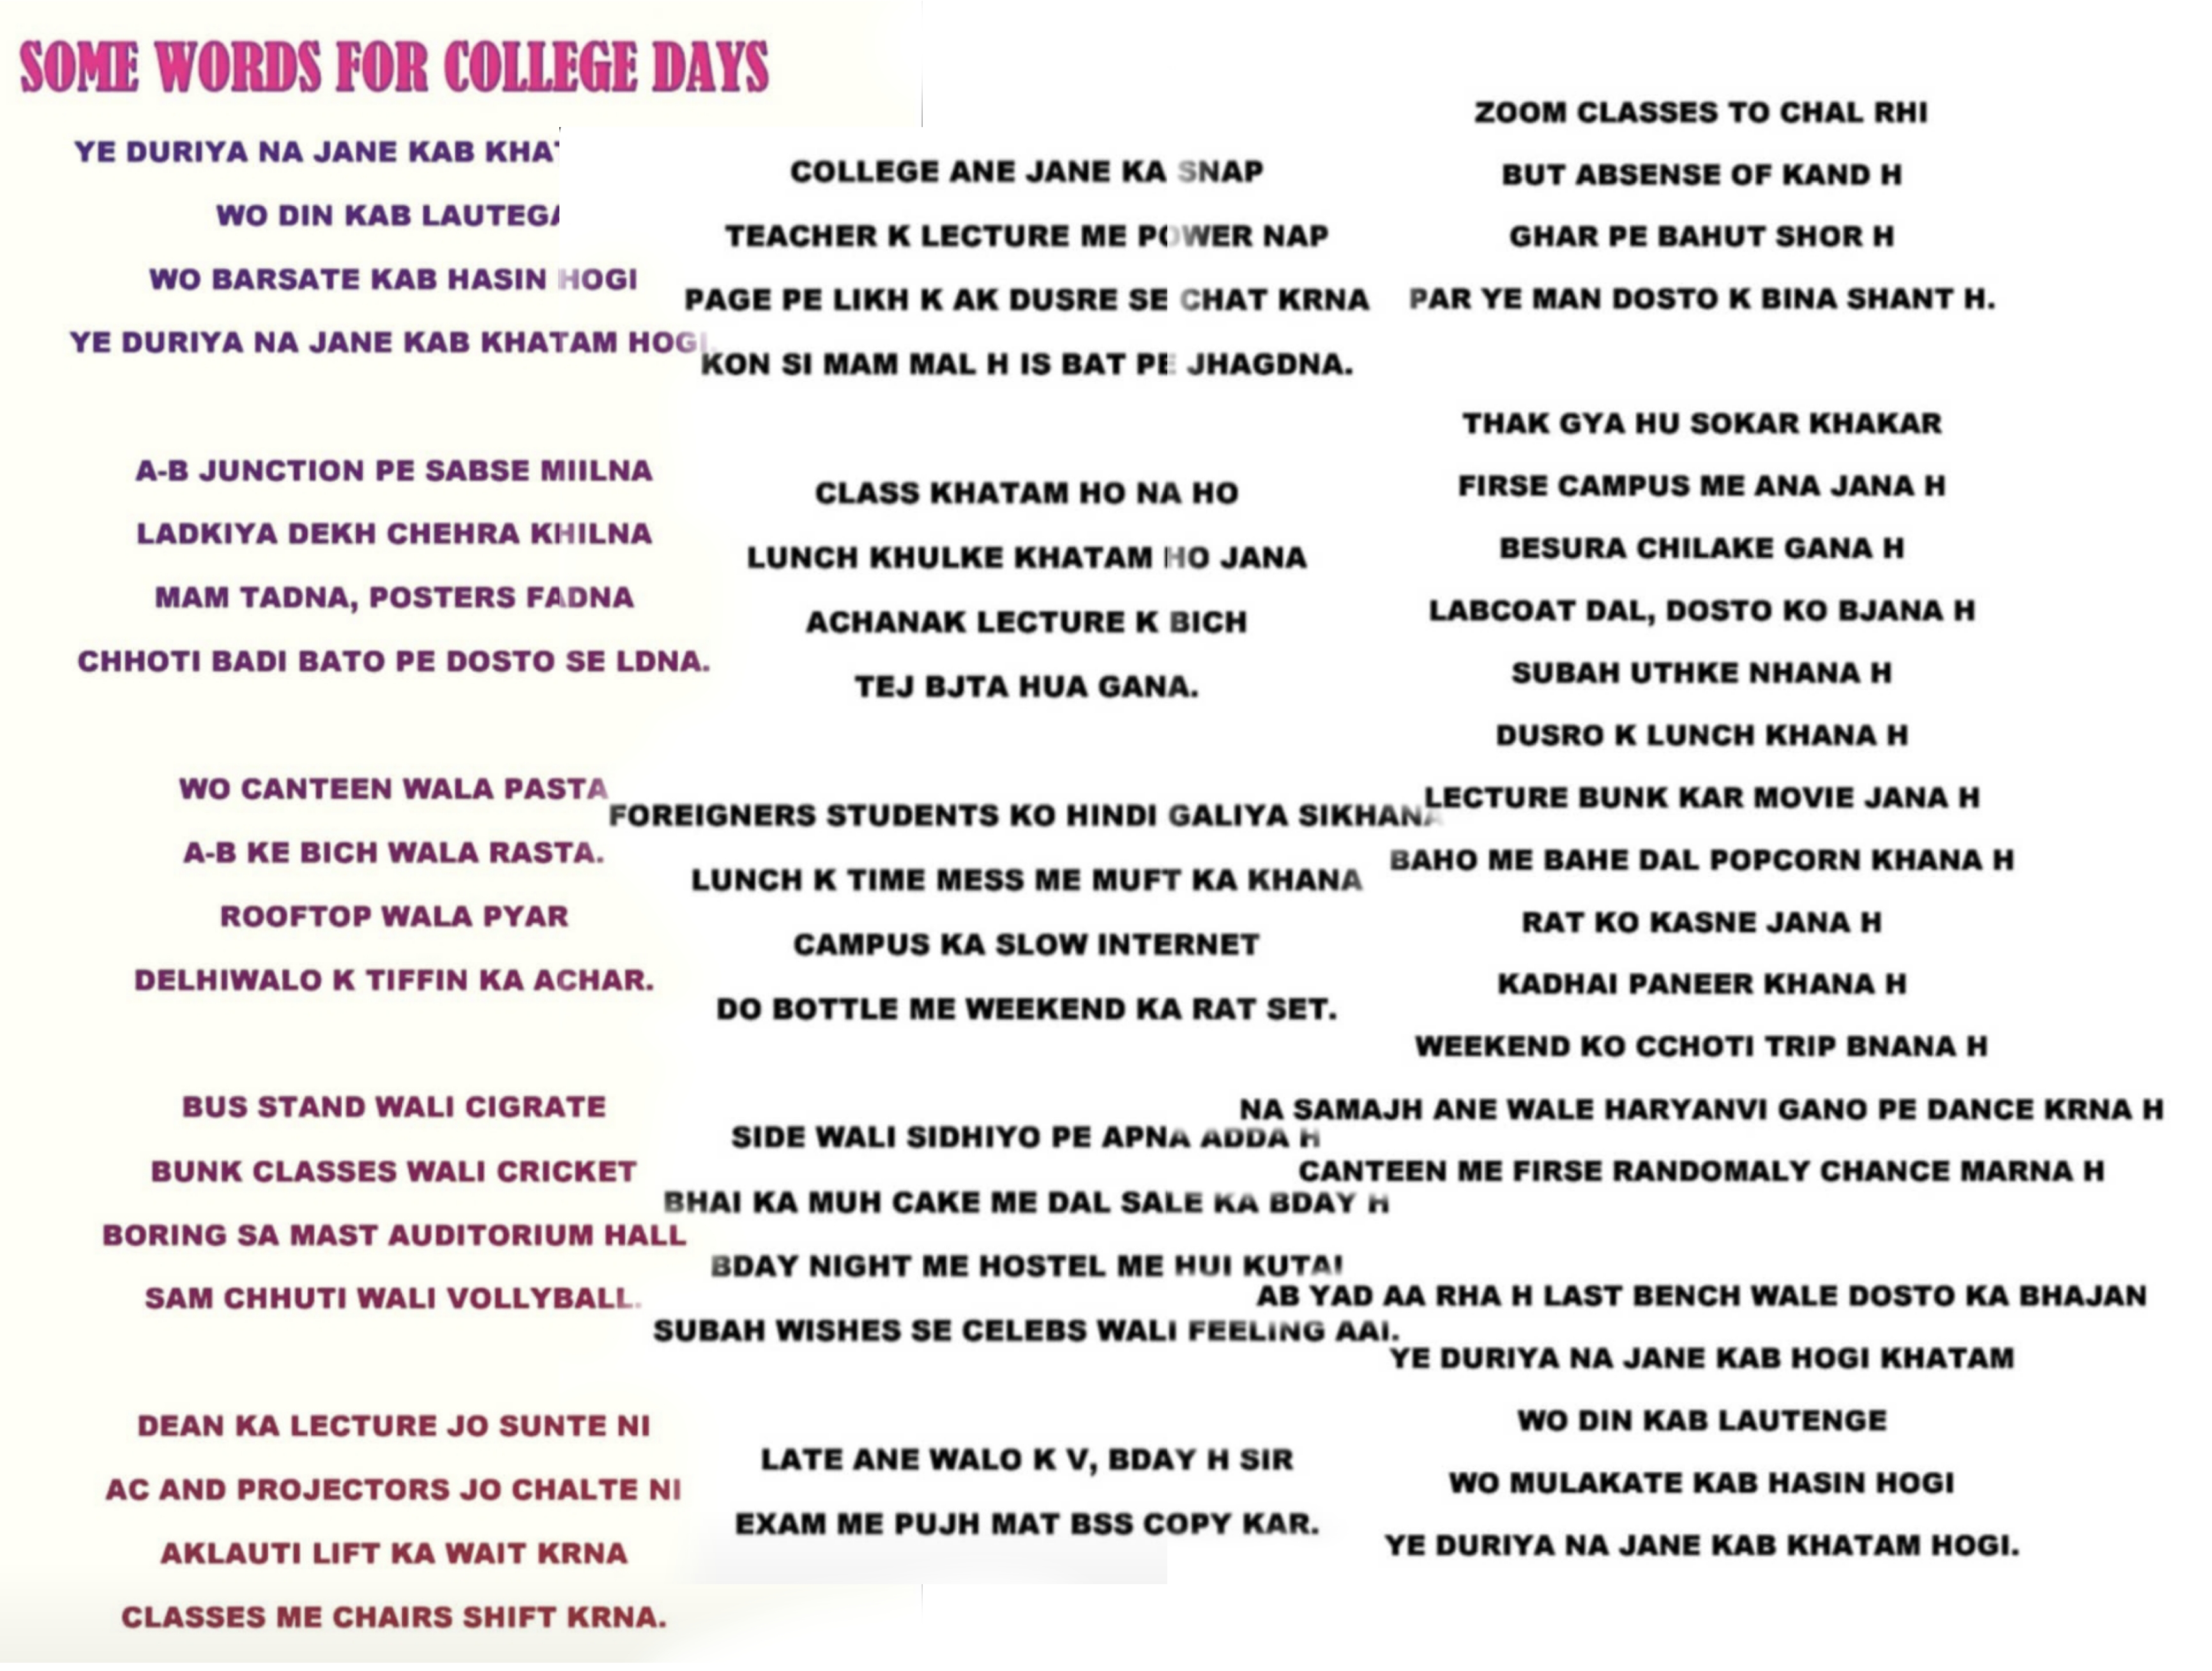 SOME WORDS FOR COLLEGE DAYS
YE DURIYA NA JANE KAB
WO DIN KAB
WO BARSATE KAB HASIN HOGI
YE DURIYA NA JANE KAB KHATAM HOGI.
A-B JUNCTION PE SABSE MIILNA
LADKIYA DEKH CHEHRA KHILNA
MAM TADNA, POSTERS FADNA
CHHOTI BADI BATO PE DOSTO SE LDNA.
WO CANTEEN WALA PASTA
A-B KE BICH WALA RASTA.
ROOFTOP WALA PYAR
DELHIWALO K TIFFIN KA ACHAR.
BUS STAND WALI CIGRATE
BUNK CLASSES WALI CRICKET
BORING SA MAST AUDITORIUM HALL
SAM CHHUTI WALI VOLLYBALL.
DEAN KA LECTURE JO SUNTE NI
AC AND PROJECTORS JO CHALTE NI
AKLAUTI LIFT KA WAIT KRNA
CLASSES ME CHAIRS SHIFT KRNA.
COLLEGE ANE JANE KA SNAP
TEACHER K LECTURE ME POWER NAP
PAGE PE LIKH K AK DUSRE SE CHAT KRNA
KON SI MAM MAL H IS BAT PE JHAGDNA.
CLASS KHATAM HO NA HO
LUNCH KHULKE KHATAM HO JANA
ACHANAK LECTURE K BICH
TEJ BJTA HUA GANA.
FOREIGNERS STUDENTS KO HINDI GALIYA SIKHANA
LUNCH K TIME MESS ME MUFT KA KHANA
CAMPUS KA SLOW INTERNET
DO BOTTLE ME WEEKEND KA RAT SET.
SIDE WALI SIDHIYO PE APNA ADDA H
BHAI KA MUH CAKE ME DAL SALE KA BDAY H
BDAY NIGHT ME HOSTEL ME HUI KUTAI
SUBAH WISHES SE CELEBS WALI FEELING AAI.
LATE ANE WALO K V, BDAY H SIR
EXAM ME PUJH MAT BSS COPY KAR.
ZOOM CLASSES TO CHAL RHI
BUT ABSENSE OF KAND H
GHAR PE BAHUT SHOR H
PAR YE MAN DOSTO K BINA SHANT H.
THAK GYA HU SOKAR KHAKAR
FIRSE CAMPUS ME ANA JANA H
BESURA CHILAKE GANA H
LABCOAT DAL, DOSTO KO BJANA H
SUBAH UTHKE NHANA H
DUSRO K LUNCH KHANA H
LECTURE BUNK KAR MOVIE JANA H
BAHO ME BAHE DAL POPCORN KHANA H
RAT KO KASNE JANA H
KADHAI PANEER KHANA H
WEEKEND KO CCHOTI TRIP BNANA H
NA SAMAJH ANE WALE HARYANVI GANO PE DANCE KRNA H
CANTEEN ME FIRSE RANDOMALY CHANCE MARNA H
AB YAD AA RHA H LAST BENCH WALE DOSTO KA BHAJAN
YE DURIYA NA JANE KAB HOGI KHATAM
WO DIN KAB LAUTENGE
WO MULAKATE KAB HASIN HOGI
YE DURIYA NA JANE KAB KHATAM HOGI.